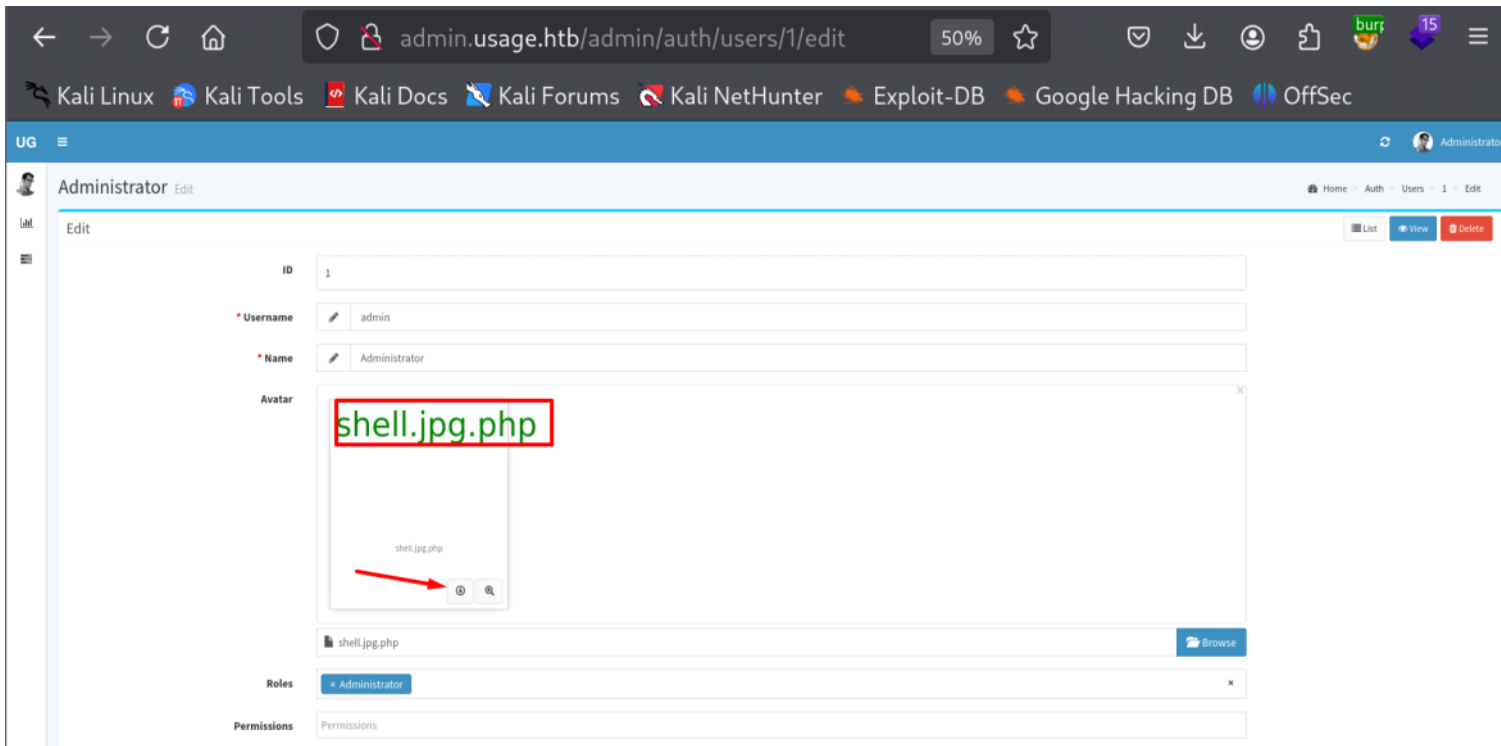 admin.usage.htb/admin/auth/users/1/edit 50% burp 15
Kali Linux Kali Tools Kali Docs Kali Forums Kali NetHunter Exploit-DB Google Hacking DB OffSec
UG Administrato
Administrator Edit Home > Auth > Users > 1 > Edit
Edit List View Delete
ID 1
* Username admin
* Name Administrator
Avatar ×
shell.jpg.php
shell.jpg.php
shell.jpg.php Browse
Roles × Administrator ×
Permissions Permissions